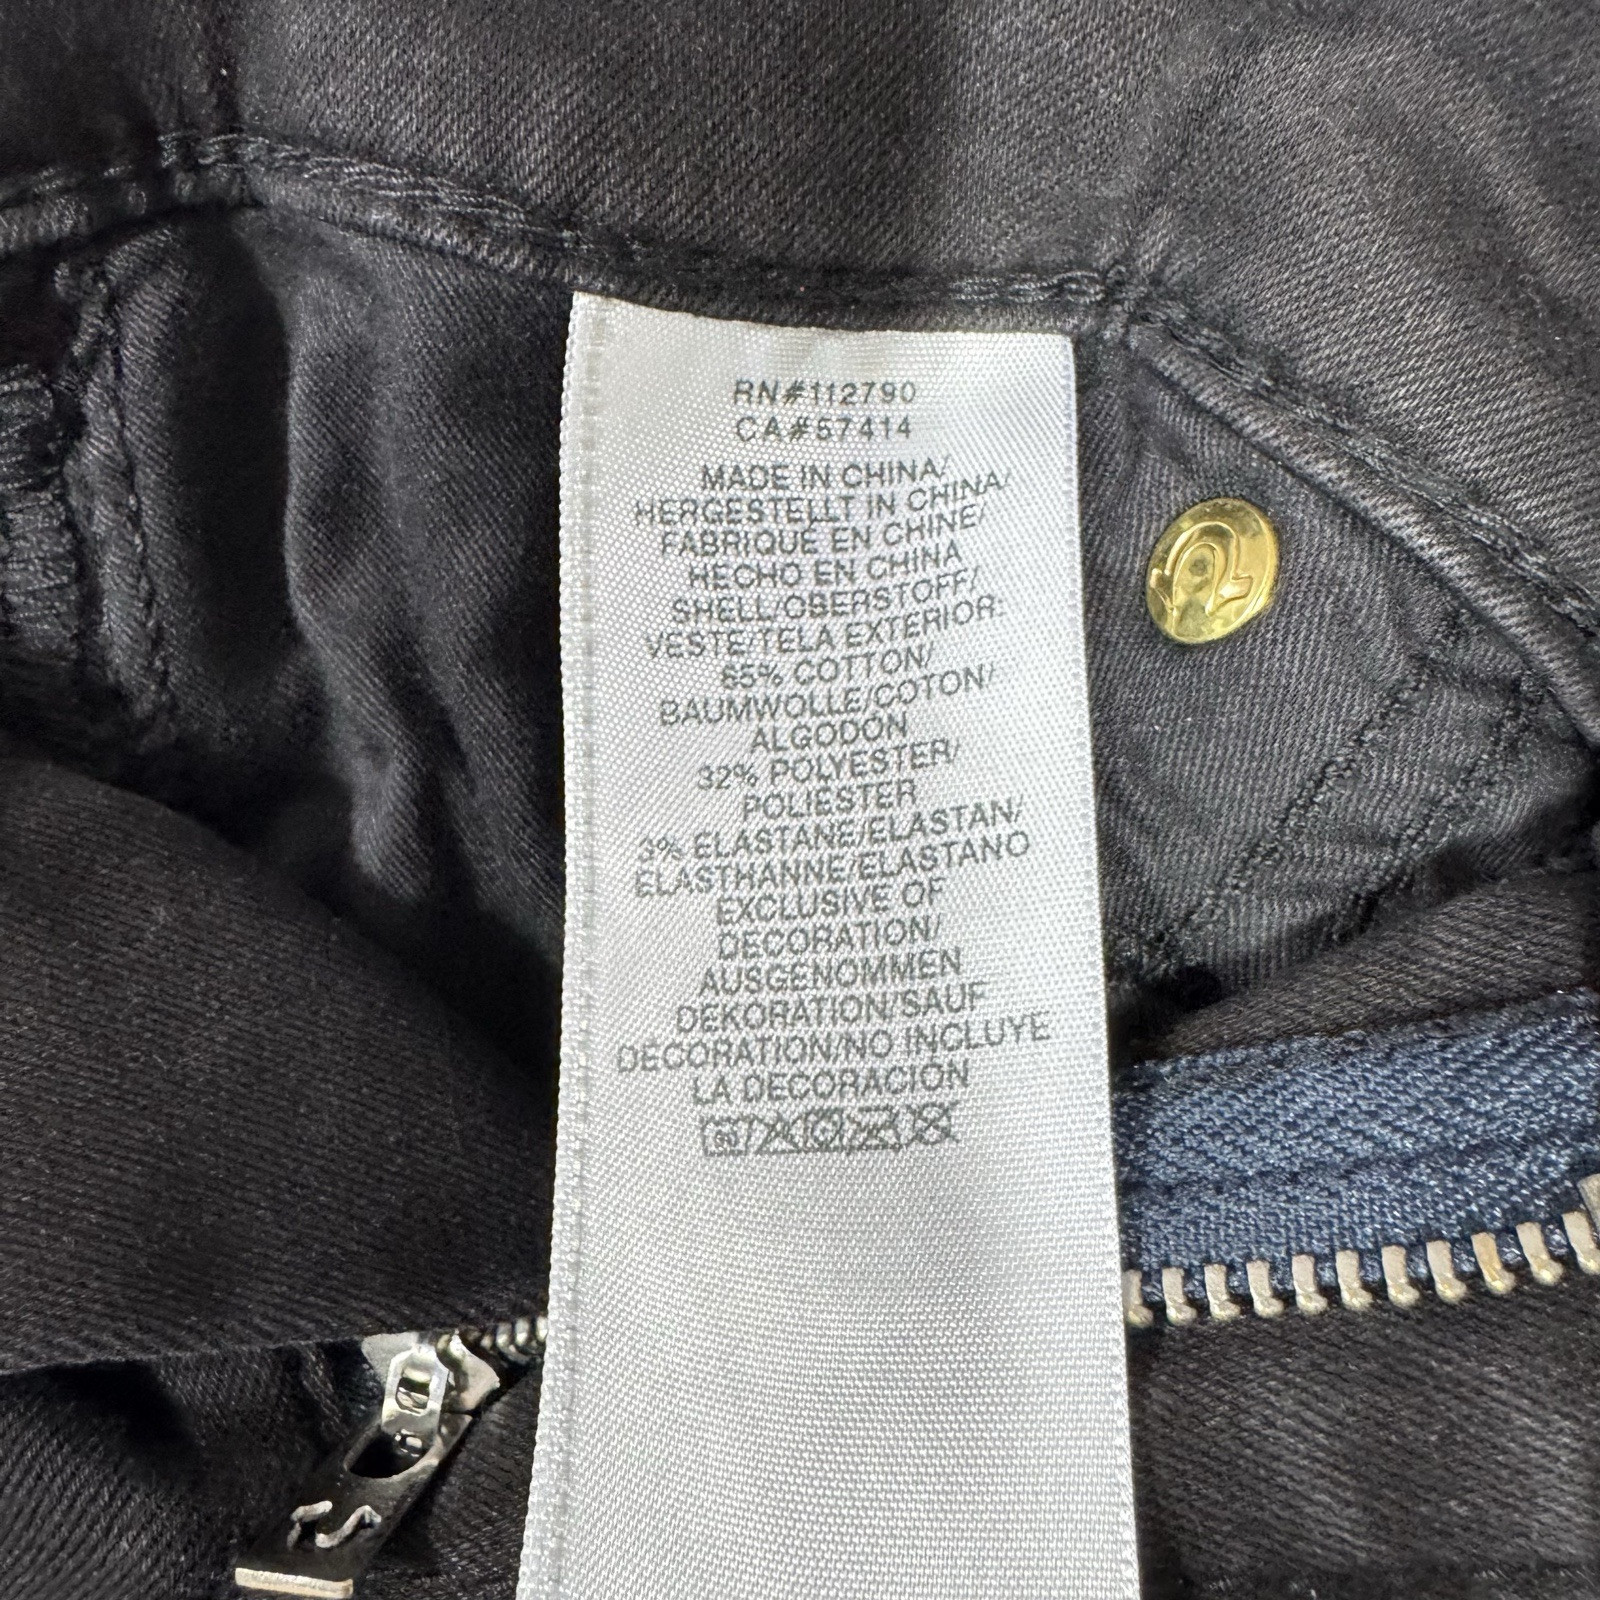 RN#112790
CA#57414
MADE IN CHINA/
HERGESTELLT IN CHINA/
FABRIQUE EN CHINE/
HECHO EN CHINA
SHELL/OBERSTOFF/
VESTE/TELA EXTERIOR:
65% COTTON/
BAUMWOLLE/COTON/
ALGODÓN
32% POLYESTER/
POLIESTER
3% ELASTANE/ELASTAN/
ELASTHANNE/ELASTANO
EXCLUSIVE OF
DECORATION/
AUSGENOMMEN
DEKORATION/SAUF
DECORATION/NO INCLUYE
LA DECORACION